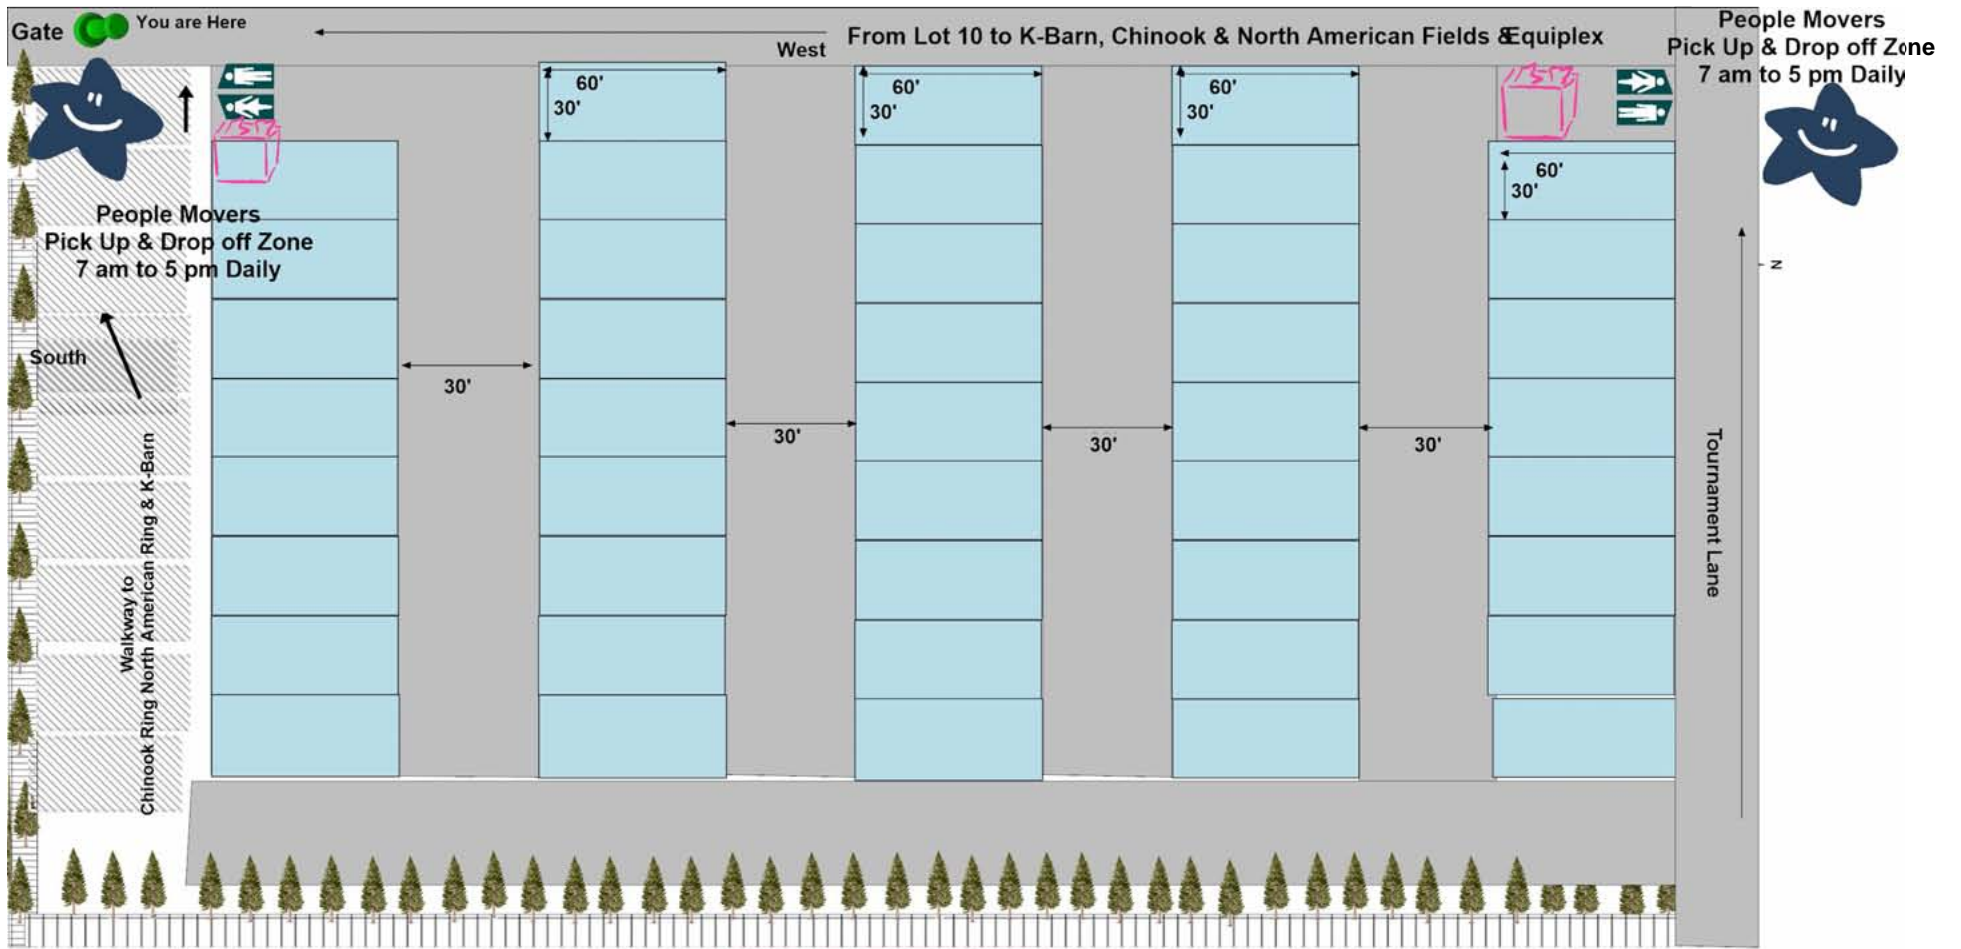 Gate
You are Here
West
From Lot 10 to K-Barn, Chinook & North American Fields &Equiplex
People Movers
Pick Up & Drop off Zone
7 am to 5 pm Daily
60'
30'
60'
30'
60'
30'
60'
30'
People Movers
Pick Up & Drop off Zone
7 am to 5 pm Daily
N
South
30'
30'
30'
30'
Tournament Lane
Walkway to
Chinook Ring North American Ring & K-Barn